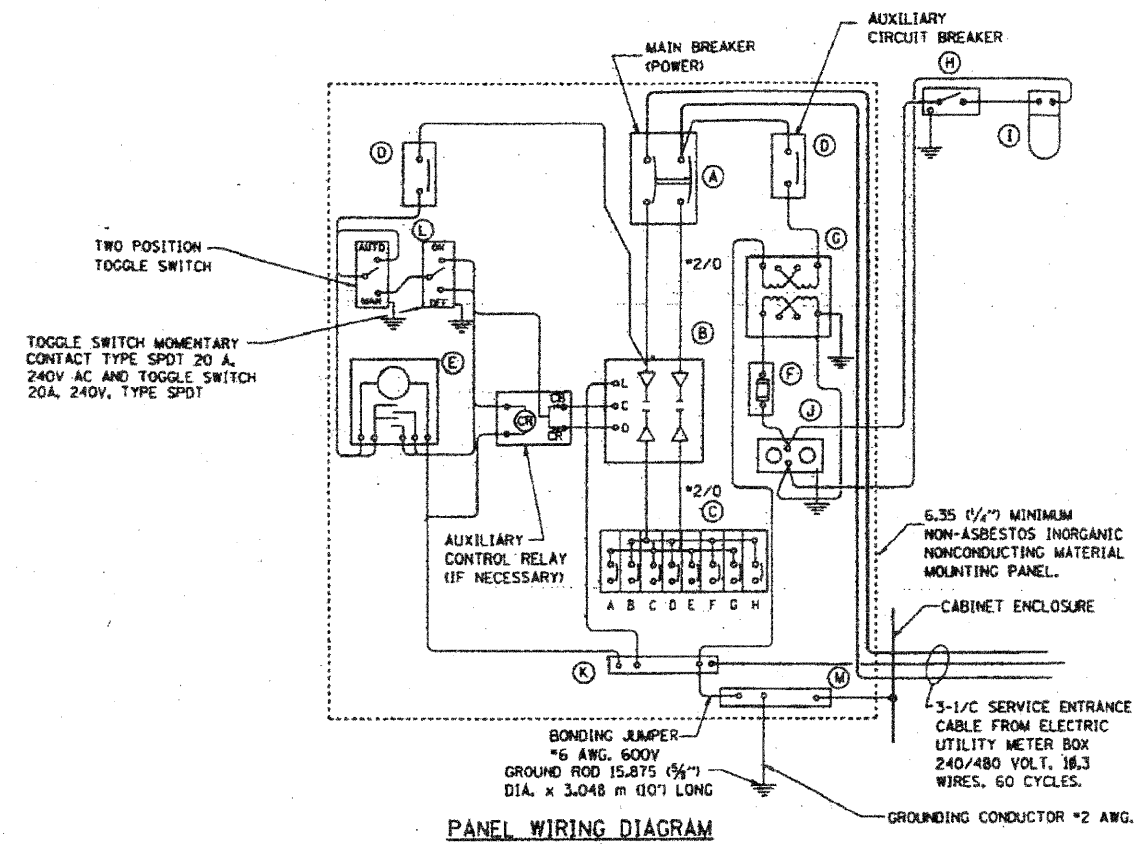 AUXILIARY
CIRCUIT BREAKER
MAIN BREAKER
(POWER)
H
I
D
D
A
TWO POSITION
TOGGLE SWITCH
AUTO
MAN
L
ON
OFF
G
"2/0
TOGGLE SWITCH MOMENTARY
CONTACT TYPE SPDT 20 A,
240V AC AND TOGGLE SWITCH
20A, 240V, TYPE SPDT
E
B
F
J
CR
CR
CR
L
C
O
"2/0
C
AUXILIARY
CONTROL RELAY
(IF NECESSARY)
A B C D E F G H
6.35 (1/4") MINIMUM
NON-ASBESTOS INORGANIC
NONCONDUCTING MATERIAL
MOUNTING PANEL.
CABINET ENCLOSURE
K
M
3-1/C SERVICE ENTRANCE
CABLE FROM ELECTRIC
UTILITY METER BOX
240/480 VOLT, 10,3
WIRES, 60 CYCLES.
BONDING JUMPER
"6 AWG. 600V
GROUND ROD 15.875 (5/8")
DIA. x 3.048 m (10') LONG
GROUNDING CONDUCTOR "2 AWG.
PANEL WIRING DIAGRAM